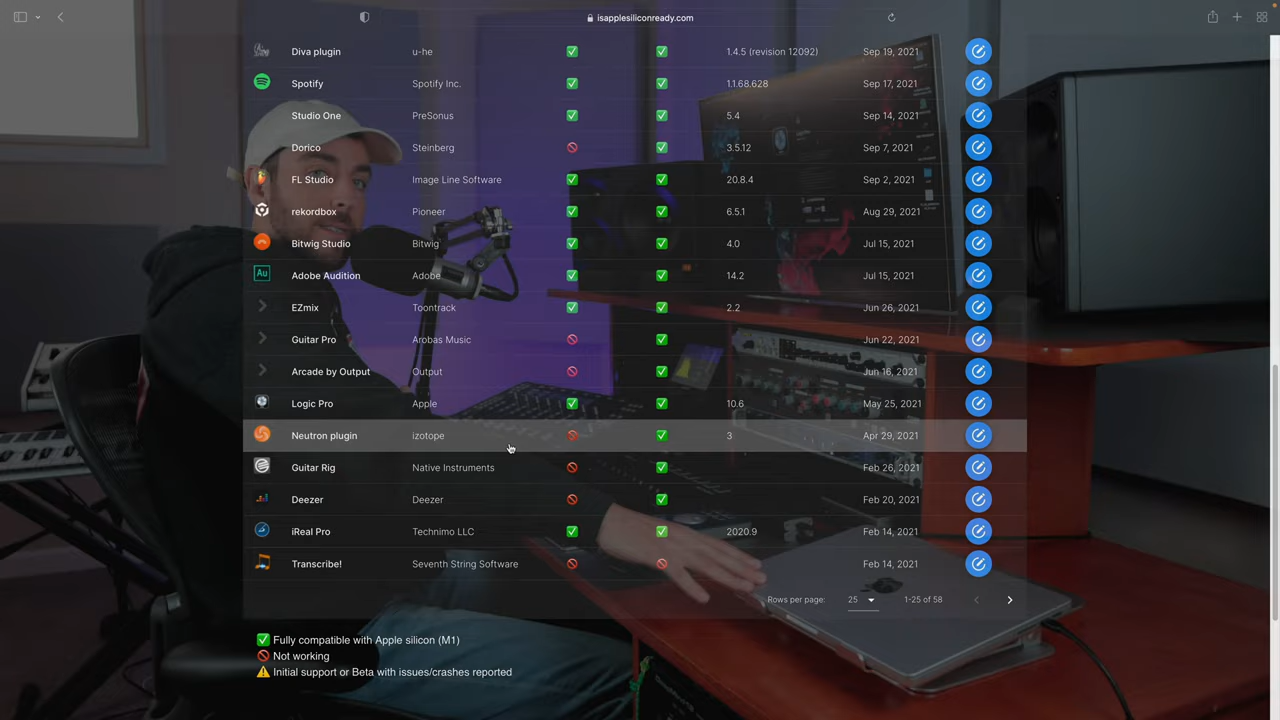 isapplesiliconready.com
Diva plugin u-he ✅ ✅ 1.4.5 (revision 12092) Sep 19, 2021
Spotify Spotify Inc. ✅ ✅ 1.1.68.628 Sep 17, 2021
Studio One PreSonus ✅ ✅ 5.4 Sep 14, 2021
Dorico Steinberg 🚫 ✅ 3.5.12 Sep 7, 2021
FL Studio Image Line Software ✅ ✅ 20.8.4 Sep 2, 2021
rekordbox Pioneer ✅ ✅ 6.5.1 Aug 29, 2021
Bitwig Studio Bitwig ✅ ✅ 4.0 Jul 15, 2021
Au Adobe Audition Adobe ✅ ✅ 14.2 Jul 15, 2021
EZmix Toontrack ✅ ✅ 2.2 Jun 26, 2021
Guitar Pro Arobas Music 🚫 ✅ Jun 22, 2021
Arcade by Output Output 🚫 ✅ Jun 16, 2021
Logic Pro Apple ✅ ✅ 10.6 May 25, 2021
Neutron plugin izotope 🚫 ✅ 3 Apr 29, 2021
Guitar Rig Native Instruments 🚫 ✅ Feb 26, 2021
Deezer Deezer 🚫 ✅ Feb 20, 2021
iReal Pro Technimo LLC ✅ ✅ 2020.9 Feb 14, 2021
Transcribe! Seventh String Software 🚫 🚫 Feb 14, 2021
Rows per page: 25 1-25 of 58
✅ Fully compatible with Apple silicon (M1)
🚫 Not working
⚠️ Initial support or Beta with issues/crashes reported